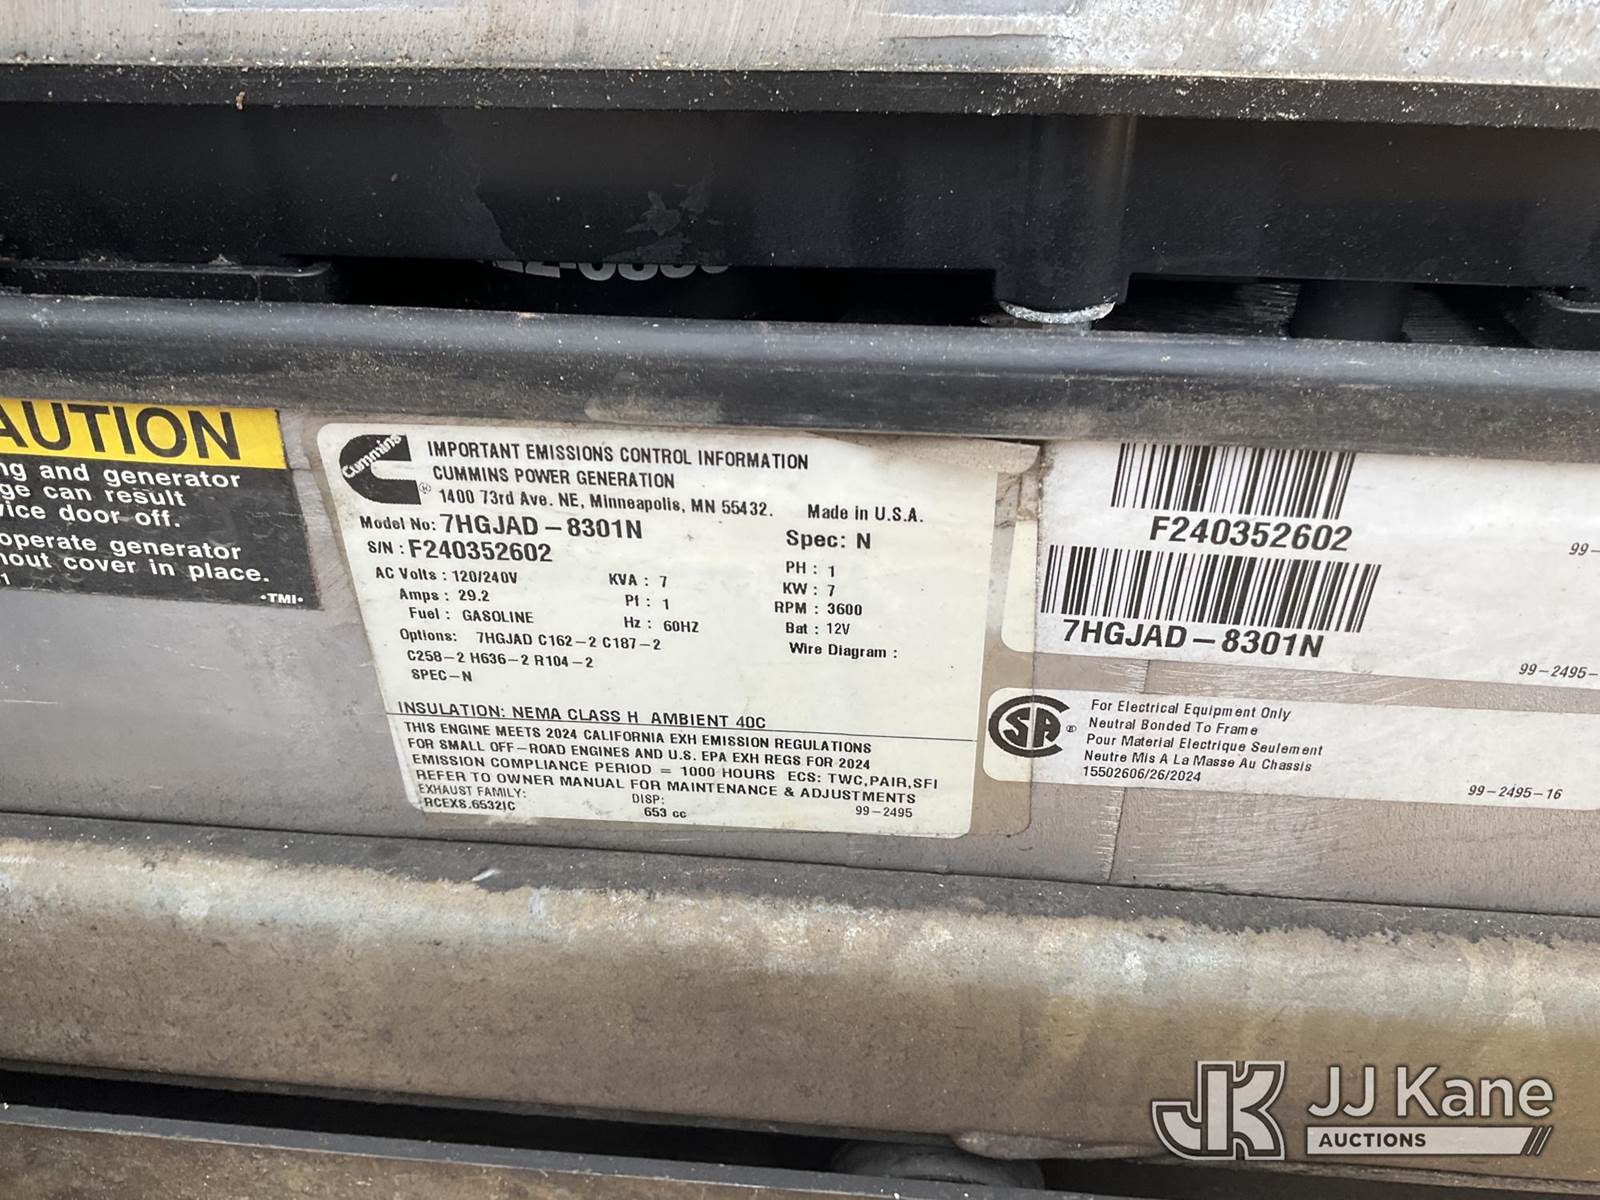 AUTION
ng and generator
ge can result
vice door off.
operate generator
hout cover in place.
1
•TMI•
Cummins
®
IMPORTANT EMISSIONS CONTROL INFORMATION
CUMMINS POWER GENERATION
1400 73rd Ave. NE, Minneapolis, MN 55432. Made in U.S.A.
Model No: 7HGJAD-8301N Spec: N
S/N : F240352602
AC Volts : 120/240V KVA : 7 PH : 1
Amps : 29.2 Pf : 1 KW : 7
Fuel : GASOLINE Hz : 60HZ RPM : 3600
Bat : 12V
Options: 7HGJAD C162-2 C187-2 Wire Diagram :
C258-2 H636-2 R104-2
SPEC-N
INSULATION: NEMA CLASS H AMBIENT 40C
THIS ENGINE MEETS 2024 CALIFORNIA EXH EMISSION REGULATIONS
FOR SMALL OFF-ROAD ENGINES AND U.S. EPA EXH REGS FOR 2024
EMISSION COMPLIANCE PERIOD = 1000 HOURS ECS: TWC,PAIR,SFI
REFER TO OWNER MANUAL FOR MAINTENANCE & ADJUSTMENTS
EXHAUST FAMILY: DISP:
RCEXS.6532IC 653 cc 99-2495
F240352602
99-
7HGJAD-8301N
99-2495-
CSA ®
For Electrical Equipment Only
Neutral Bonded To Frame
Pour Material Electrique Seulement
Neutre Mis A La Masse Au Chassis
15502606/26/2024
99-2495-16
JK JJ Kane
AUCTIONS